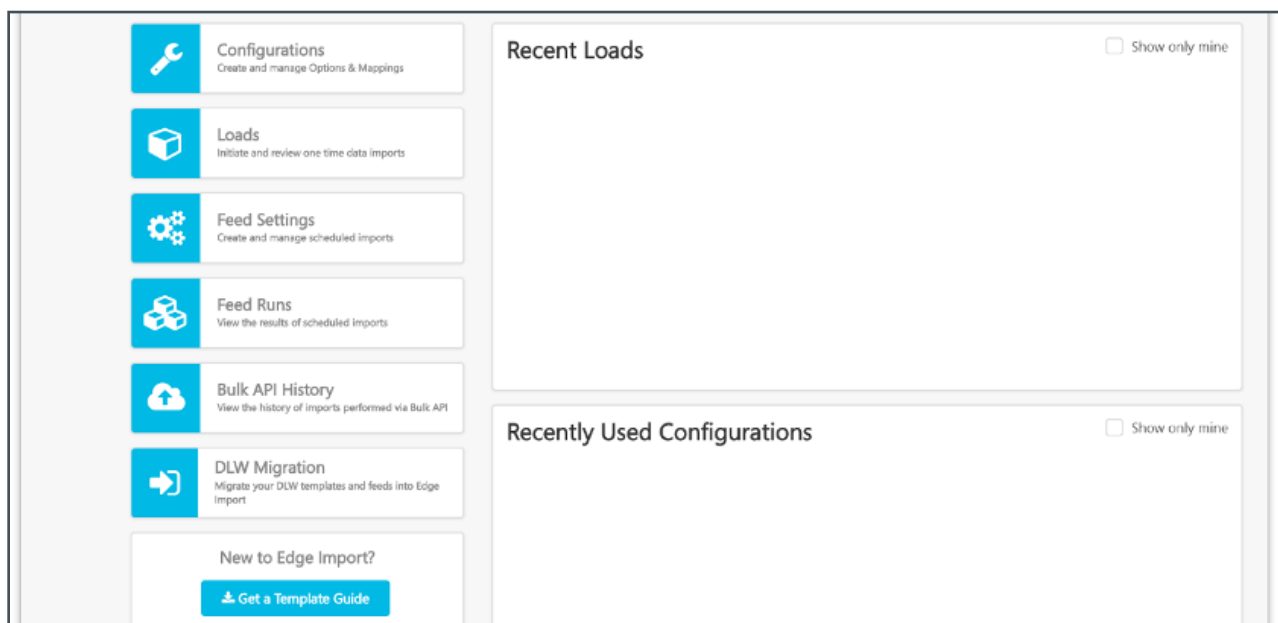 Configurations
Create and manage Options & Mappings
Loads
Initiate and review one time data imports
Feed Settings
Create and manage scheduled imports
Feed Runs
View the results of scheduled imports
Bulk API History
View the history of imports performed via Bulk API
DLW Migration
Migrate your DLW templates and feeds into Edge
Import
New to Edge Import?
Get a Template Guide
Recent Loads
Show only mine
Recently Used Configurations
Show only mine